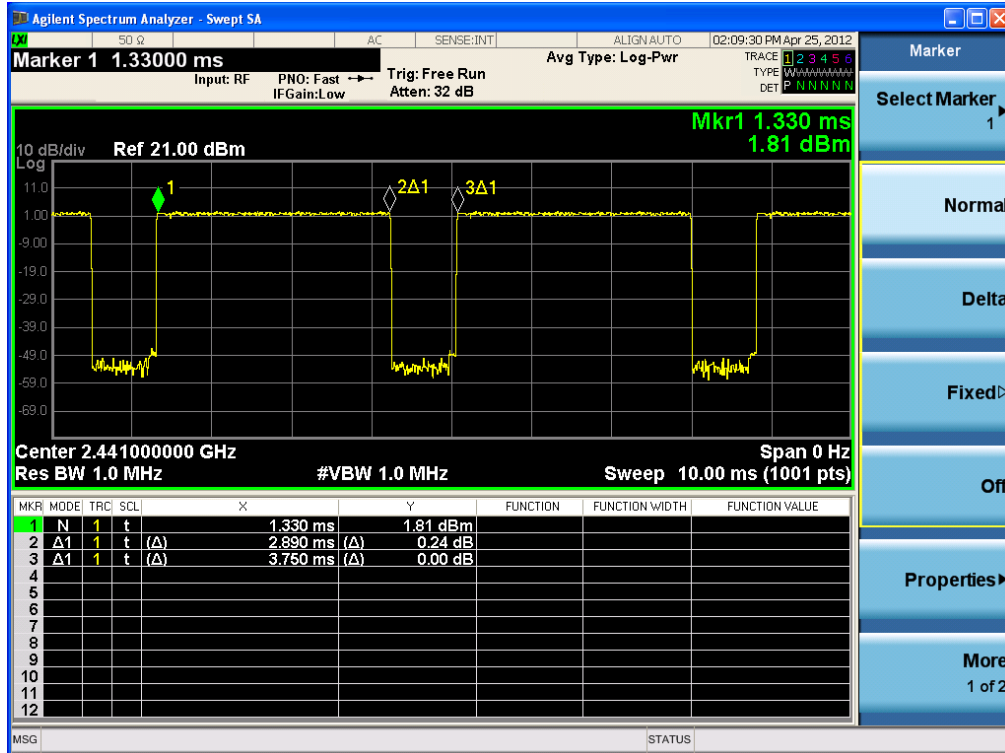 Agilent Spectrum Analyzer - Swept SA
LXI 50 Ω AC SENSE:INT ALIGN AUTO 02:09:30 PM Apr 25, 2012
Marker 1 1.33000 ms
Input: RF
PNO: Fast
IFGain:Low
Trig: Free Run
Atten: 32 dB
Avg Type: Log-Pwr
TRACE 1 2 3 4 5 6
TYPE WWWWWW
DET P N N N N N
Mkr1 1.330 ms
1.81 dBm
10 dB/div Ref 21.00 dBm
Log
11.0
1.00
-9.00
-19.0
-29.0
-39.0
-49.0
-59.0
-69.0
1
2Δ1
3Δ1
Center 2.441000000 GHz Span 0 Hz
Res BW 1.0 MHz #VBW 1.0 MHz Sweep 10.00 ms (1001 pts)
MKR MODE TRC SCL X Y FUNCTION FUNCTION WIDTH FUNCTION VALUE
1 N 1 t 1.330 ms 1.81 dBm
2 Δ1 1 t (Δ) 2.890 ms (Δ) 0.24 dB
3 Δ1 1 t (Δ) 3.750 ms (Δ) 0.00 dB
4
5
6
7
8
9
10
11
12
MSG STATUS
Marker
Select Marker
1
Normal
Delta
Fixed
Off
Properties
More
1 of 2